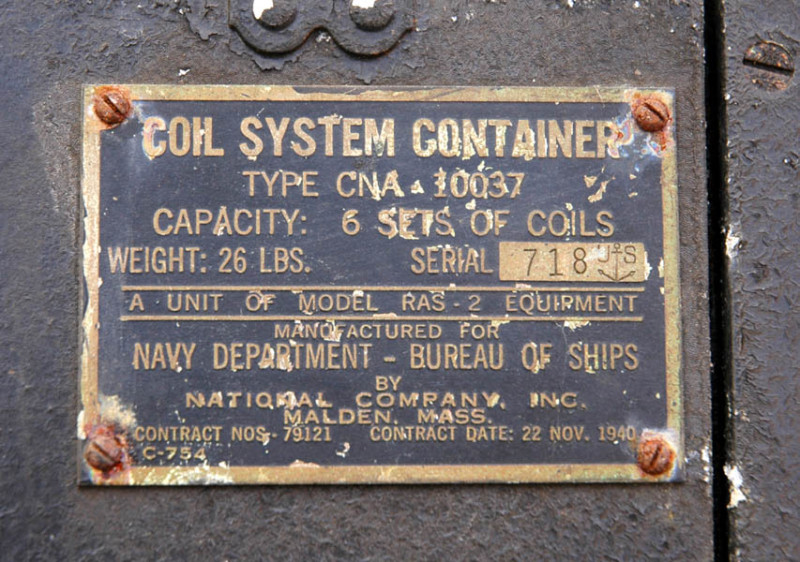 COIL SYSTEM CONTAINER
TYPE CNA - 10037
CAPACITY: 6 SETS OF COILS
WEIGHT: 26 LBS. SERIAL 718 US
A UNIT OF MODEL RAS-2 EQUIPMENT
MANUFACTURED FOR
NAVY DEPARTMENT - BUREAU OF SHIPS
BY
NATIONAL COMPANY, INC.
MALDEN, MASS.
CONTRACT NOS- 79121 CONTRACT DATE: 22 NOV. 1940
C-754